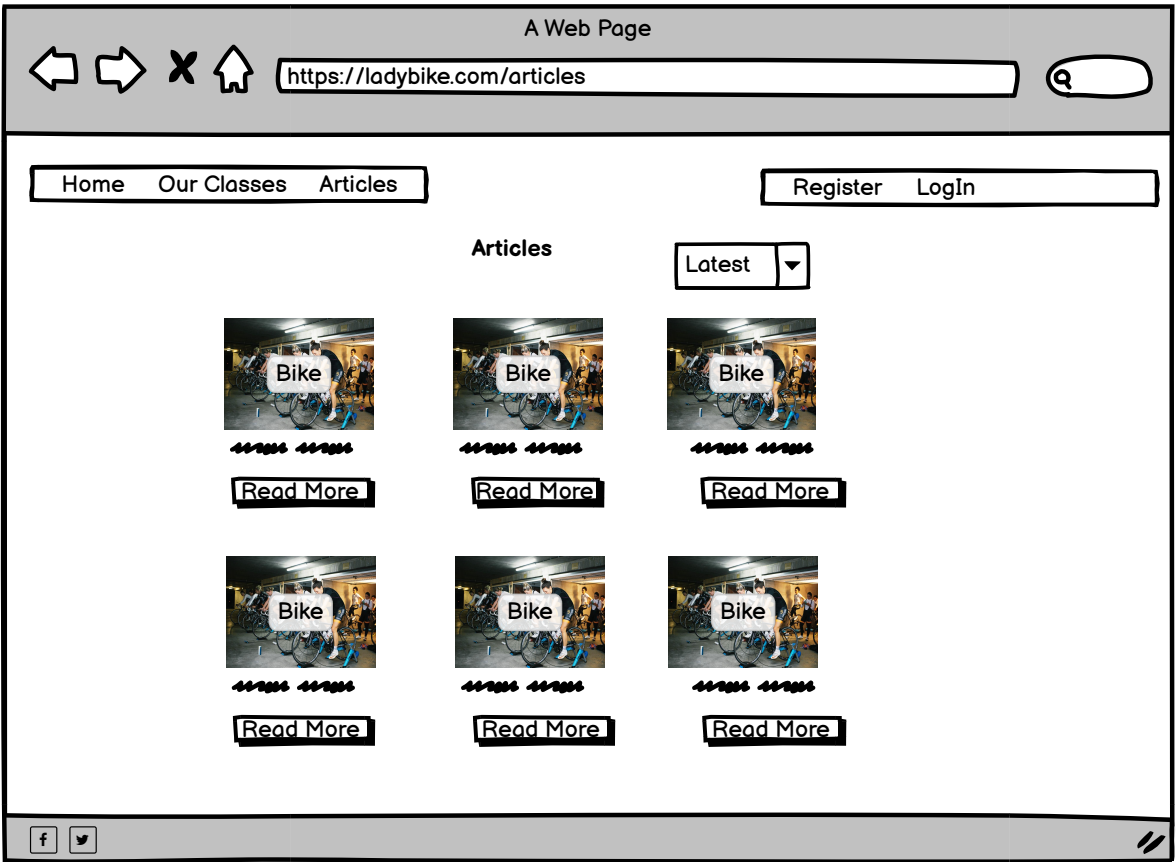 A Web Page
https://ladybike.com/articles
Home Our Classes Articles
Register LogIn
Articles
Latest
Bike Bike Bike
Read More Read More Read More
Bike Bike Bike
Read More Read More Read More